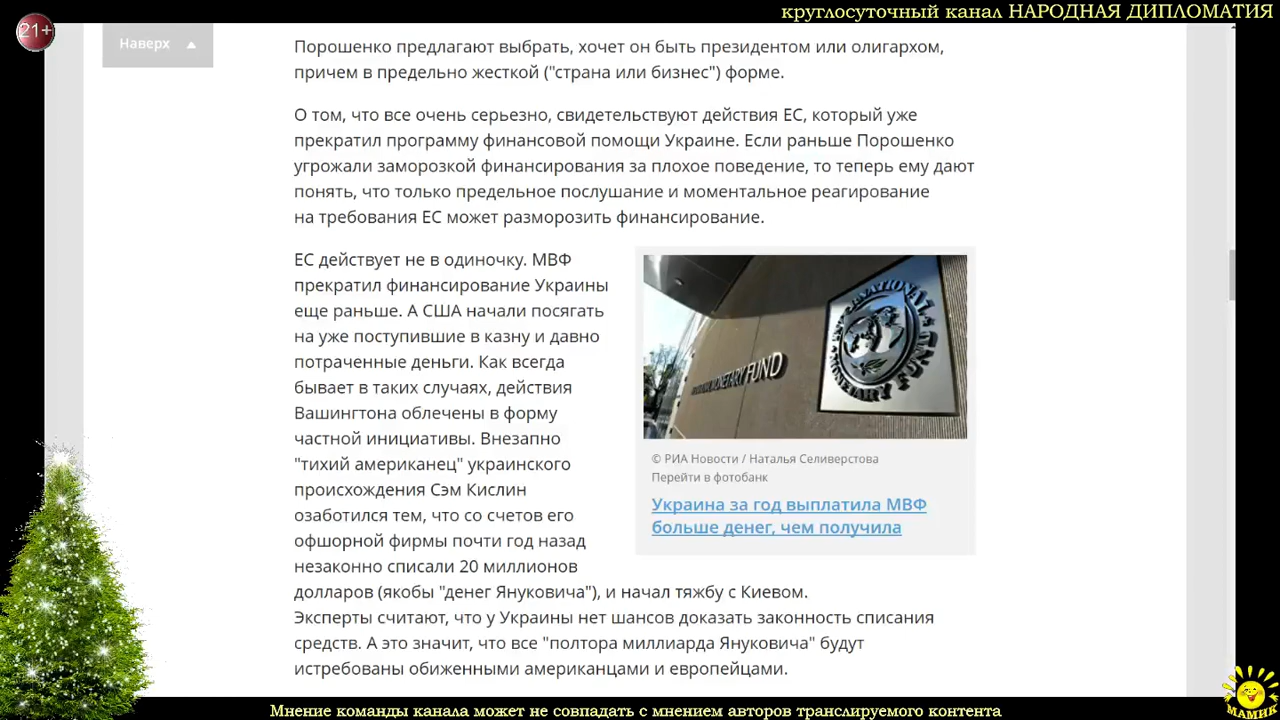 круглосуточный канал НАРОДНАЯ ДИПЛОМАТИЯ
21+
Наверх
Порошенко предлагают выбрать, хочет он быть президентом или олигархом,
причем в предельно жесткой ("страна или бизнес") форме.
О том, что все очень серьезно, свидетельствуют действия ЕС, который уже
прекратил программу финансовой помощи Украине. Если раньше Порошенко
угрожали заморозкой финансирования за плохое поведение, то теперь ему дают
понять, что только предельное послушание и моментальное реагирование
на требования ЕС может разморозить финансирование.
ЕС действует не в одиночку. МВФ
прекратил финансирование Украины
еще раньше. А США начали посягать
на уже поступившие в казну и давно
потраченные деньги. Как всегда
бывает в таких случаях, действия
Вашингтона облечены в форму
частной инициативы. Внезапно
"тихий американец" украинского
происхождения Сэм Кислин
озаботился тем, что со счетов его
офшорной фирмы почти год назад
незаконно списали 20 миллионов
долларов (якобы "денег Януковича"), и начал тяжбу с Киевом.
Эксперты считают, что у Украины нет шансов доказать законность списания
средств. А это значит, что все "полтора миллиарда Януковича" будут
истребованы обиженными американцами и европейцами.
MONETARY FUND
INTERNATIONAL MONETARY FUND
© РИА Новости / Наталья Селиверстова
Перейти в фотобанк
Украина за год выплатила МВФ
больше денег, чем получила
МАМИК
Мнение команды канала может не совпадать с мнением авторов транслируемого контента